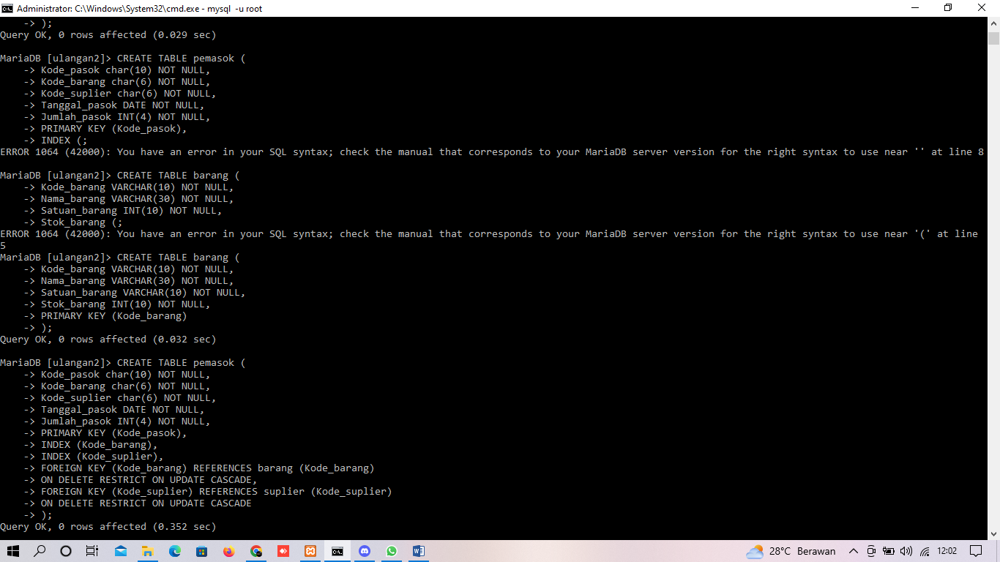 Administrator: C:\Windows\System32\cmd.exe - mysql -u root
-> );
Query OK, 0 rows affected (0.029 sec)
MariaDB [ulangan2]> CREATE TABLE pemasok (
-> Kode_pasok char(10) NOT NULL,
-> Kode_barang char(6) NOT NULL,
-> Kode_suplier char(6) NOT NULL,
-> Tanggal_pasok DATE NOT NULL,
-> Jumlah_pasok INT(4) NOT NULL,
-> PRIMARY KEY (Kode_pasok),
-> INDEX (;
ERROR 1064 (42000): You have an error in your SQL syntax; check the manual that corresponds to your MariaDB server version for the right syntax to use near '' at line 8
MariaDB [ulangan2]> CREATE TABLE barang (
-> Kode_barang VARCHAR(10) NOT NULL,
-> Nama_barang VARCHAR(30) NOT NULL,
-> Satuan_barang INT(10) NOT NULL,
-> Stok_barang (;
ERROR 1064 (42000): You have an error in your SQL syntax; check the manual that corresponds to your MariaDB server version for the right syntax to use near '(' at line
5
MariaDB [ulangan2]> CREATE TABLE barang (
-> Kode_barang VARCHAR(10) NOT NULL,
-> Nama_barang VARCHAR(30) NOT NULL,
-> Satuan_barang VARCHAR(10) NOT NULL,
-> Stok_barang INT(10) NOT NULL,
-> PRIMARY KEY (Kode_barang)
-> );
Query OK, 0 rows affected (0.032 sec)
MariaDB [ulangan2]> CREATE TABLE pemasok (
-> Kode_pasok char(10) NOT NULL,
-> Kode_barang char(6) NOT NULL,
-> Kode_suplier char(6) NOT NULL,
-> Tanggal_pasok DATE NOT NULL,
-> Jumlah_pasok INT(4) NOT NULL,
-> PRIMARY KEY (Kode_pasok),
-> INDEX (Kode_barang),
-> INDEX (Kode_suplier),
-> FOREIGN KEY (Kode_barang) REFERENCES barang (Kode_barang)
-> ON DELETE RESTRICT ON UPDATE CASCADE,
-> FOREIGN KEY (Kode_suplier) REFERENCES suplier (Kode_suplier)
-> ON DELETE RESTRICT ON UPDATE CASCADE
-> );
Query OK, 0 rows affected (0.352 sec)
28°C Berawan 12:02